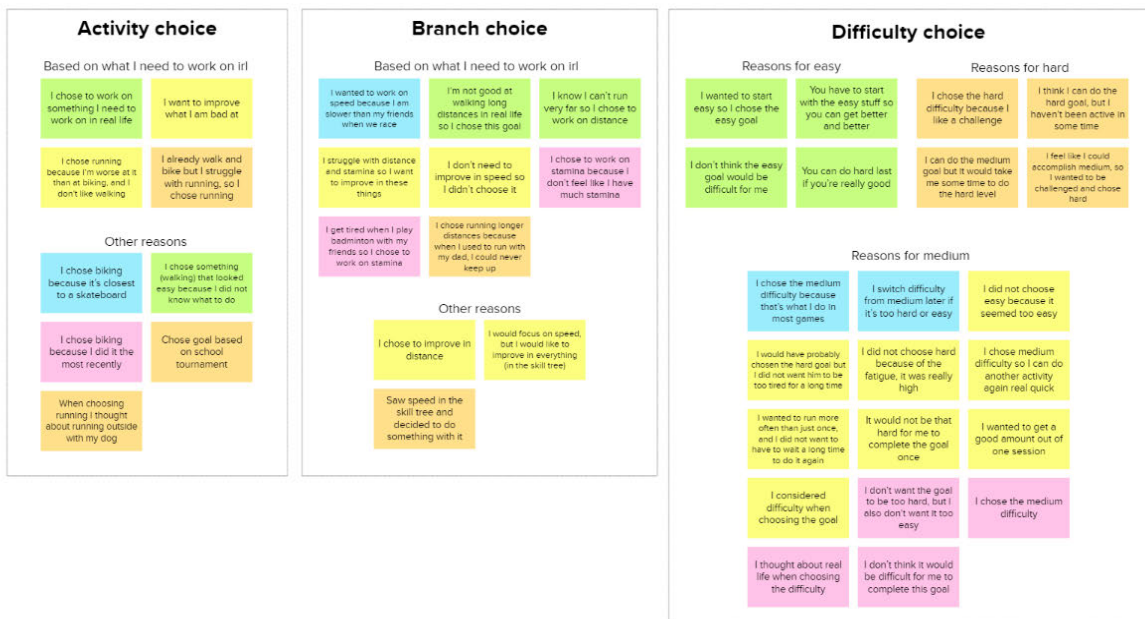 Activity choice
Based on what I need to work on irl
I chose to work on
something I need to
work on in real life
I want to improve
what I am bad at
I chose running
because I'm worse at it
than at biking, and I
don't like walking
I already walk and
bike but I struggle
with running, so I
chose running
Other reasons
I chose biking
because it's closest
to a skateboard
I chose something
(walking) that looked
easy because I did not
know what to do
I chose biking
because I did it the
most recently
Chose goal based
on school
tournament
When choosing
running I thought
about running outside
with my dog
Branch choice
Based on what I need to work on irl
I wanted to work on
speed because I am
slower than my friends
when we race
I'm not good at
walking long
distances in real life
so I chose this goal
I know I can't run
very far so I chose to
work on distance
I struggle with distance
and stamina so I want
to improve in these
things
I don't need to
improve in speed so
I didn't choose it
I chose to work on
stamina because I
don't feel like I have
much stamina
I get tired when I play
badminton with my
friends so I chose to
work on stamina
I chose running longer
distances because
when I used to run with
my dad, I could never
keep up
Other reasons
I chose to improve in
distance
I would focus on speed,
but I would like to
improve in everything
(in the skill tree)
Saw speed in the
skill tree and
decided to do
something with it
Difficulty choice
Reasons for easy
I wanted to start
easy so I chose the
easy goal
You have to start
with the easy stuff so
you can get better
and better
I don't think the easy
goal would be
difficult for me
You can do hard last
if you're really good
Reasons for hard
I chose the hard
difficulty because I
like a challenge
I think I can do the
hard goal, but I
haven't been active in
some time
I can do the medium
goal but it would take
me some time to do
the hard level
I feel like I could
accomplish medium, so
I wanted to be
challenged and chose
hard
Reasons for medium
I chose the medium
difficulty because
that's what I do in
most games
I switch difficulty
from medium later if
it's too hard or easy
I did not choose
easy because it
seemed too easy
I would have probably
chosen the hard goal but
I did not want him to be
too tired for a long time
I did not choose hard
because of the
fatigue, it was really
high
I chose medium
difficulty so I can do
another activity
again real quick
I wanted to run more
often than just once,
and I did not want to
have to wait a long time
to do it again
It would not be that
hard for me to
complete the goal
once
I wanted to get a
good amount out of
one session
I considered
difficulty when
choosing the goal
I don't want the goal
to be too hard, but I
also don't want it too
easy
I chose the medium
difficulty
I thought about real
life when choosing
the difficulty
I don't think it would
be difficult for me to
complete this goal